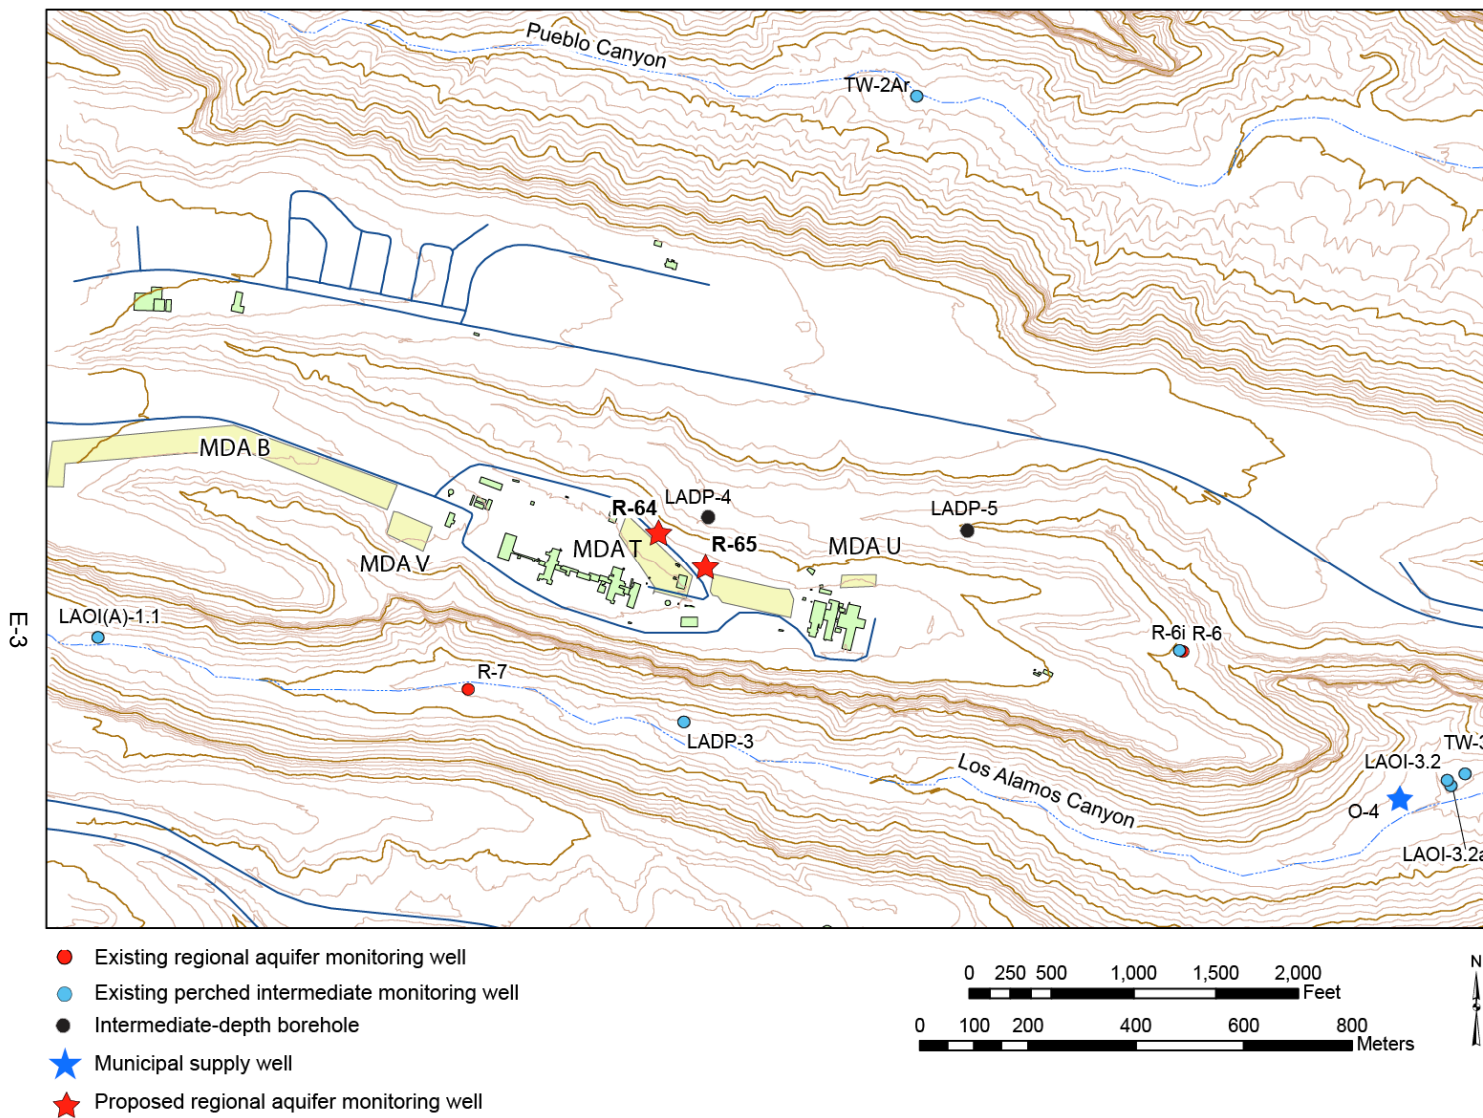 Pueblo Canyon
TW-2Ar
MDA B
LADP-4
R-64
LADP-5
R-65
MDA T
MDA U
MDA V
E-3
LAOI(A)-1.1
R-6i R-6
R-7
LADP-3
TW-3
LAOI-3.2
Los Alamos Canyon
O-4
LAOI-3.2a
Existing regional aquifer monitoring well
Existing perched intermediate monitoring well
Intermediate-depth borehole
Municipal supply well
Proposed regional aquifer monitoring well
0 250 500 1,000 1,500 2,000
Feet
0 100 200 400 600 800
Meters
N